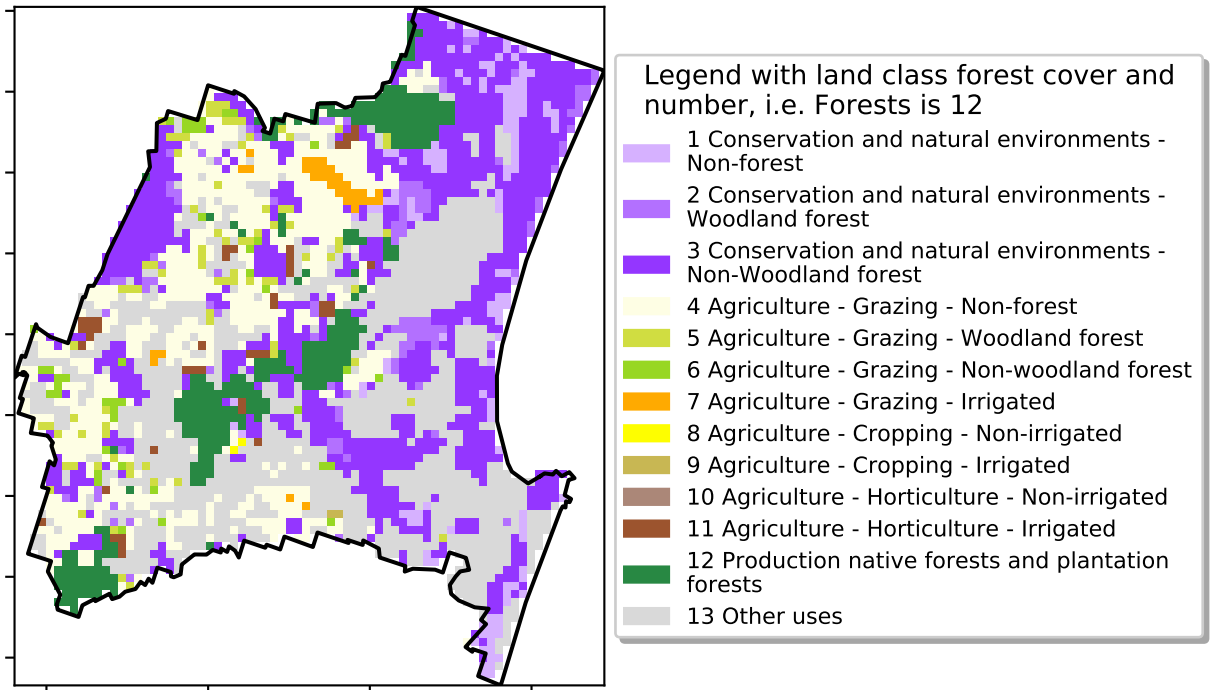 Legend with land class forest cover and
number, i.e. Forests is 12
1 Conservation and natural environments -
Non-forest
2 Conservation and natural environments -
Woodland forest
3 Conservation and natural environments -
Non-Woodland forest
4 Agriculture - Grazing - Non-forest
5 Agriculture - Grazing - Woodland forest
6 Agriculture - Grazing - Non-woodland forest
7 Agriculture - Grazing - Irrigated
8 Agriculture - Cropping - Non-irrigated
9 Agriculture - Cropping - Irrigated
10 Agriculture - Horticulture - Non-irrigated
11 Agriculture - Horticulture - Irrigated
12 Production native forests and plantation
forests
13 Other uses